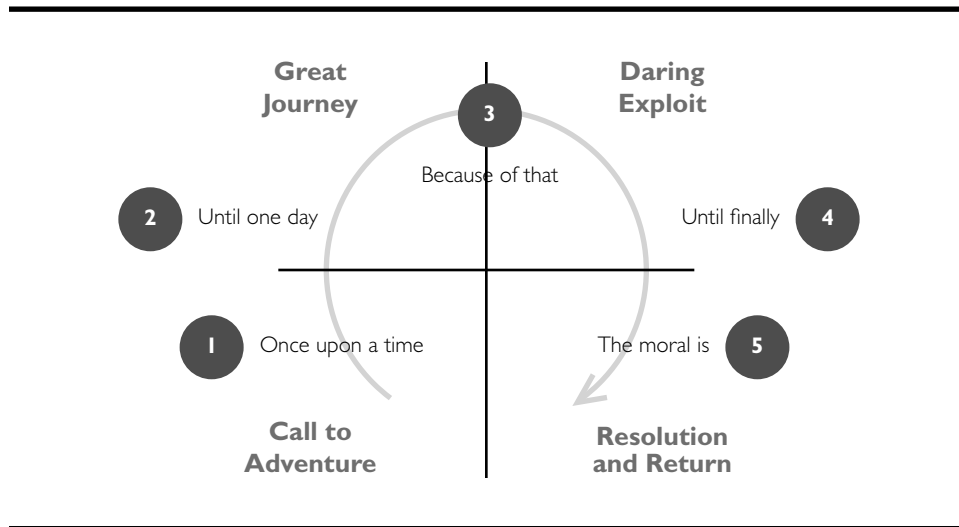 Great
Journey
Daring
Exploit
3
Because of that
2
Until one day
Until finally
4
1
Once upon a time
The moral is
5
Call to
Adventure
Resolution
and Return